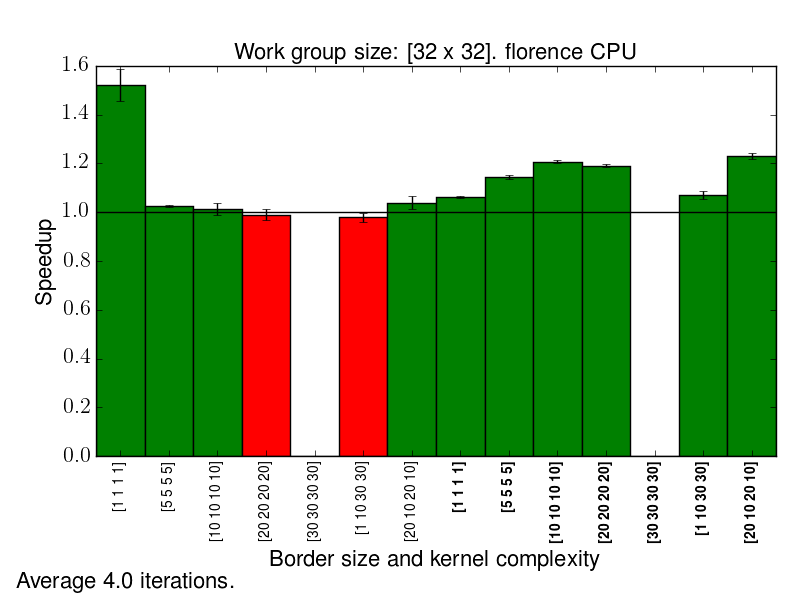 Work group size: [32 x 32]. florence CPU
1.6
1.4
1.2
1.0
0.8
0.6
0.4
0.2
0.0
Speedup
[1 1 1 1]
[5 5 5 5]
[10 10 10 10]
[20 20 20 20]
[30 30 30 30]
[1 10 30 30]
[20 10 20 10]
[1 1 1 1]
[5 5 5 5]
[10 10 10 10]
[20 20 20 20]
[30 30 30 30]
[1 10 30 30]
[20 10 20 10]
Border size and kernel complexity
Average 4.0 iterations.